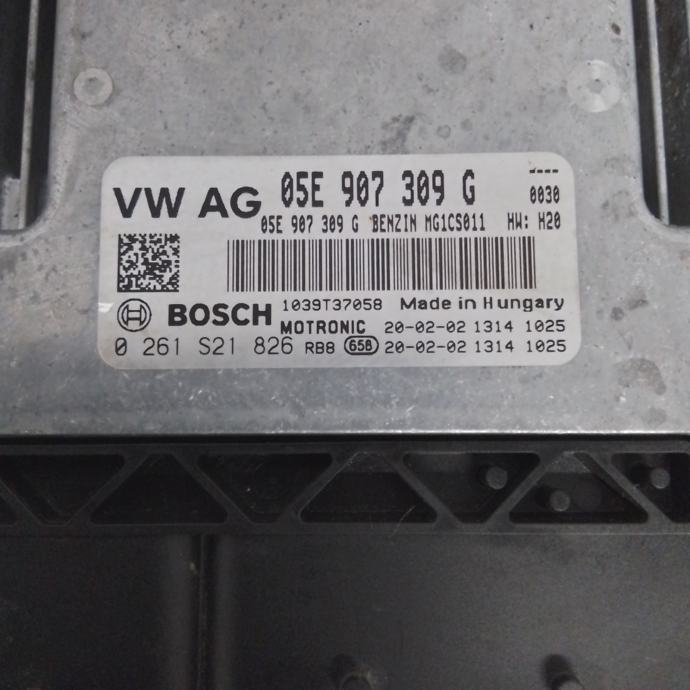 VW AG 05E 907 309 G ----
0030
05E 907 309 G BENZIN MG1CS011 HW: H20
BOSCH 1039T37058 Made in Hungary
MOTRONIC 20-02-02 1314 1025
0 261 S21 826 RB8 658 20-02-02 1314 1025